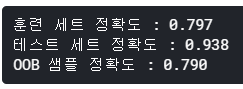 훈련 세트 정확도 : 0.797
테스트 세트 정확도 : 0.938
OOB 샘플 정확도 : 0.790